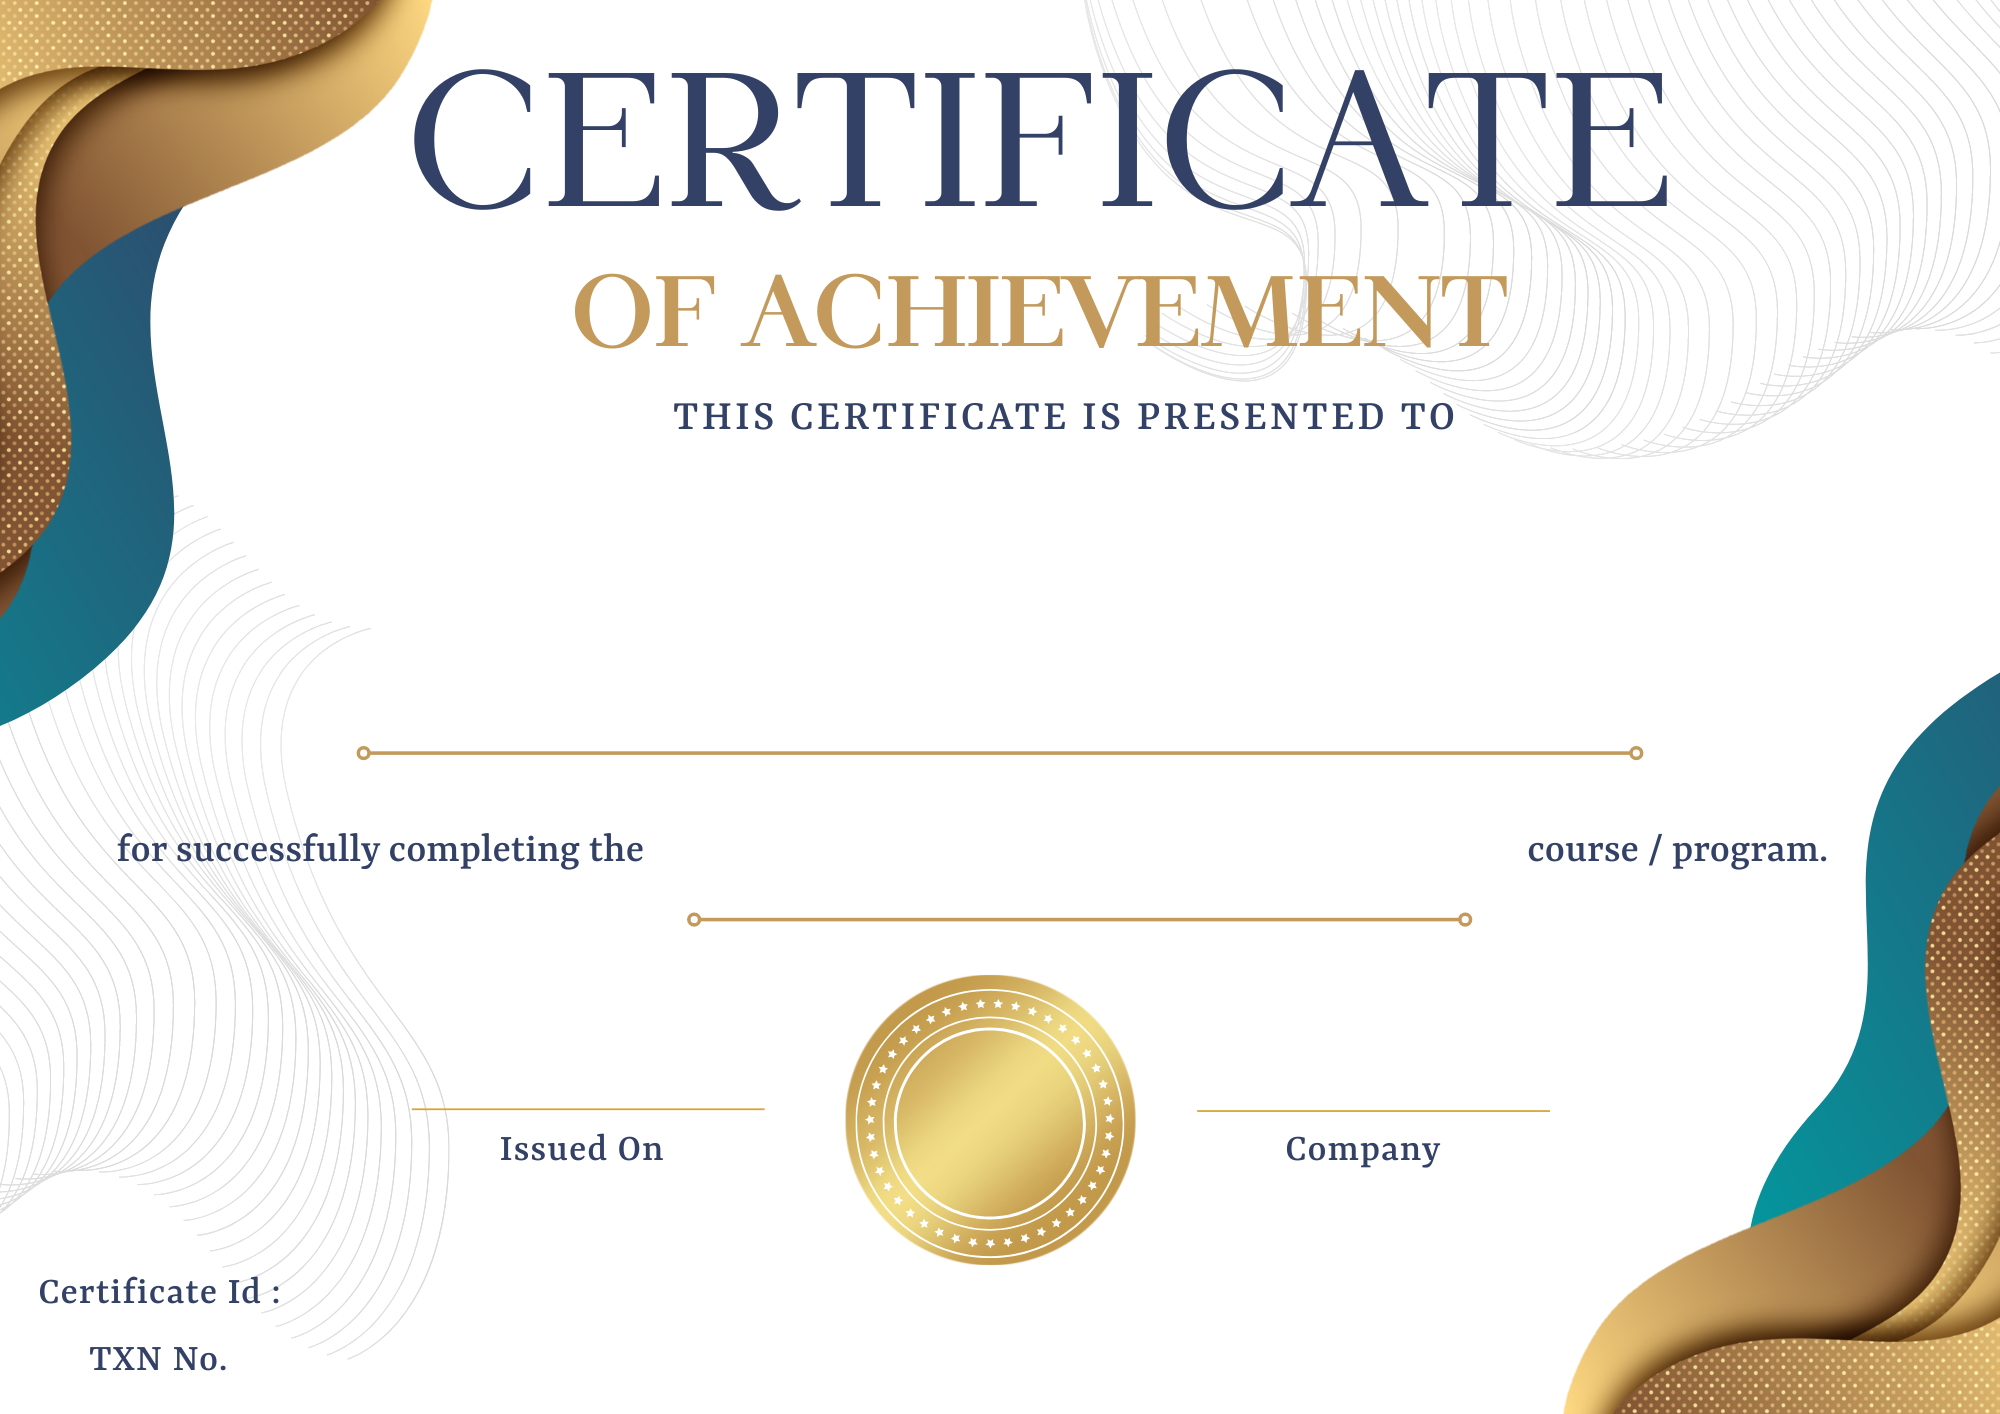 CERTIFICATE
OF ACHIEVEMENT
THIS CERTIFICATE IS PRESENTED TO
for successfully completing the course / program.
Issued On Company
Certificate Id :
TXN No.